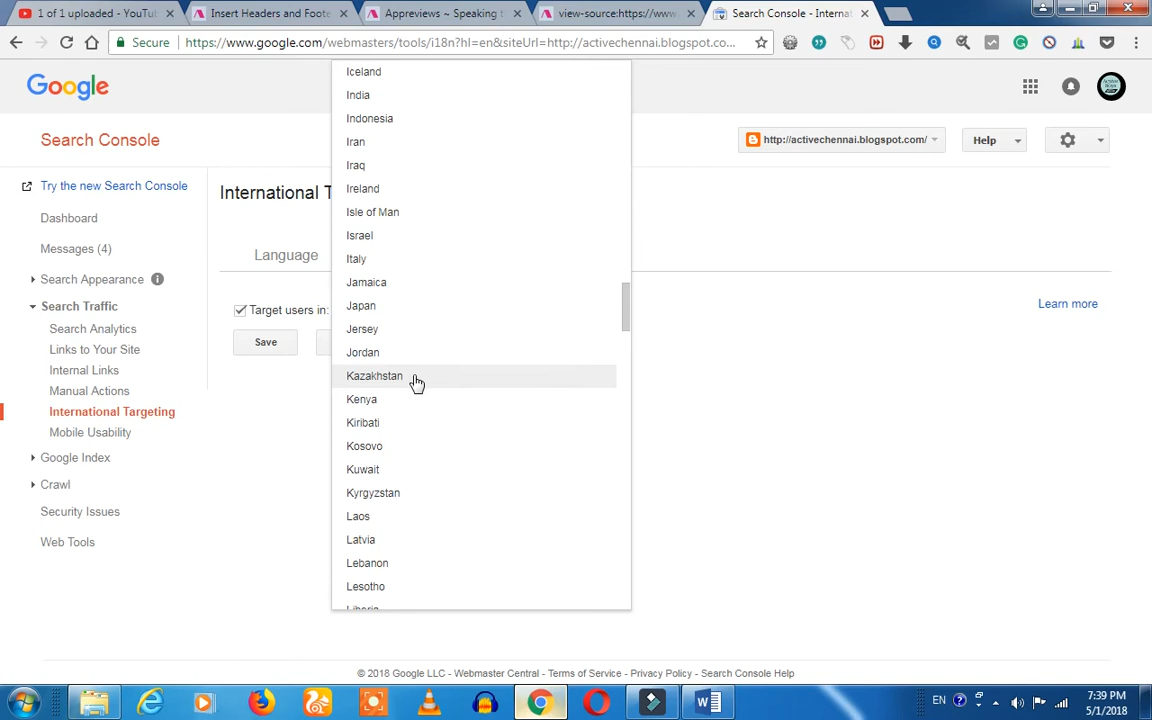 1 of 1 uploaded - YouTu
Insert Headers and Foote
Appreviews ~ Speaking t
view-source:https://www.
Search Console - Interna
Secure
https://www.google.com/webmasters/tools/i18n?hl=en&siteUrl=http://activechennai.blogspot.co...
Google
Search Console
http://activechennai.blogspot.com/
Help
Try the new Search Console
Dashboard
Messages (4)
Search Appearance
Search Traffic
Search Analytics
Links to Your Site
Internal Links
Manual Actions
International Targeting
Mobile Usability
Google Index
Crawl
Security Issues
Web Tools
International T
Language
Target users in:
Save
Learn more
Iceland
India
Indonesia
Iran
Iraq
Ireland
Isle of Man
Israel
Italy
Jamaica
Japan
Jersey
Jordan
Kazakhstan
Kenya
Kiribati
Kosovo
Kuwait
Kyrgyzstan
Laos
Latvia
Lebanon
Lesotho
Liberia
© 2018 Google LLC - Webmaster Central - Terms of Service - Privacy Policy - Search Console Help
EN
7:39 PM
5/1/2018